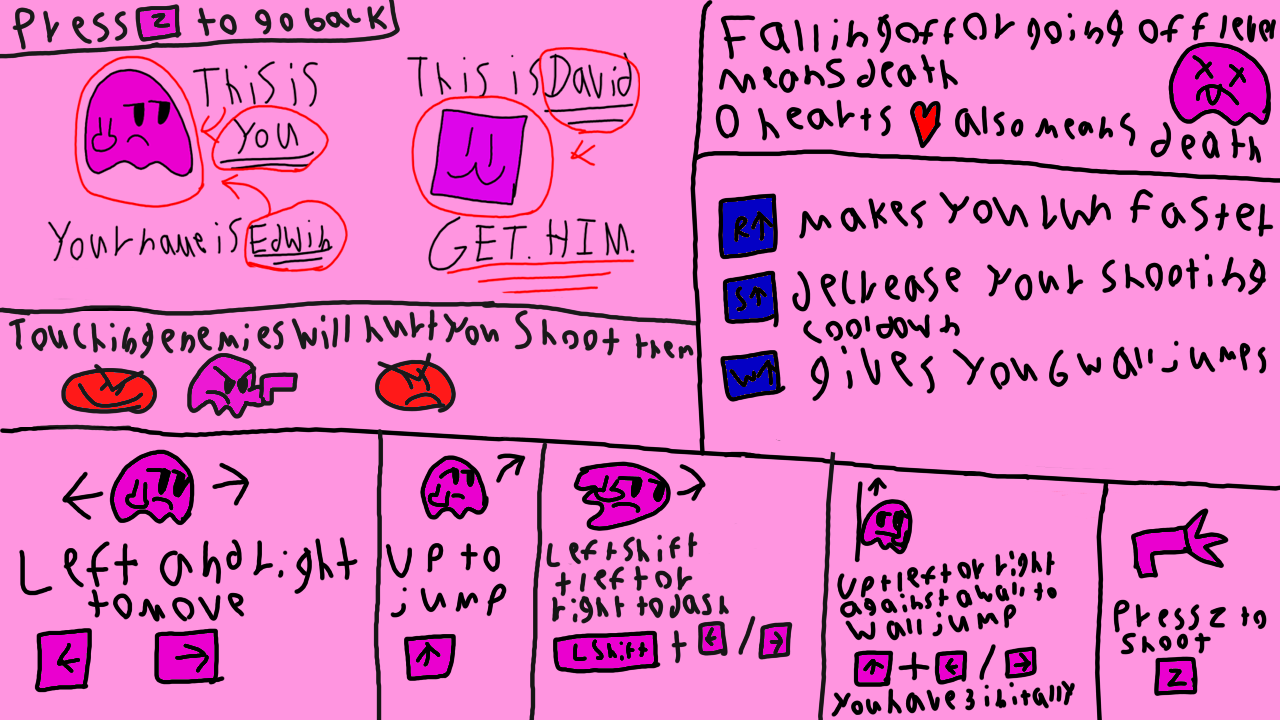 Press Z to go back
This is
You
Your name is Edwin
This is David
GET. HIM.
Falling off or going off level
means death
0 hearts also means death
R↑ makes you run faster
S↑ decrease your shooting
cooldown
W↑ gives you 6 wall jumps
Touching enemies will hurt you Shoot them
Left and right
to move
← →
Up to
jump
↑
Left shift
+ left or
right to dash
LShift + ← / →
Up + left or right
against a wall to
wall jump
↑ + ← / →
You have 3 initially
Press Z to
shoot
Z